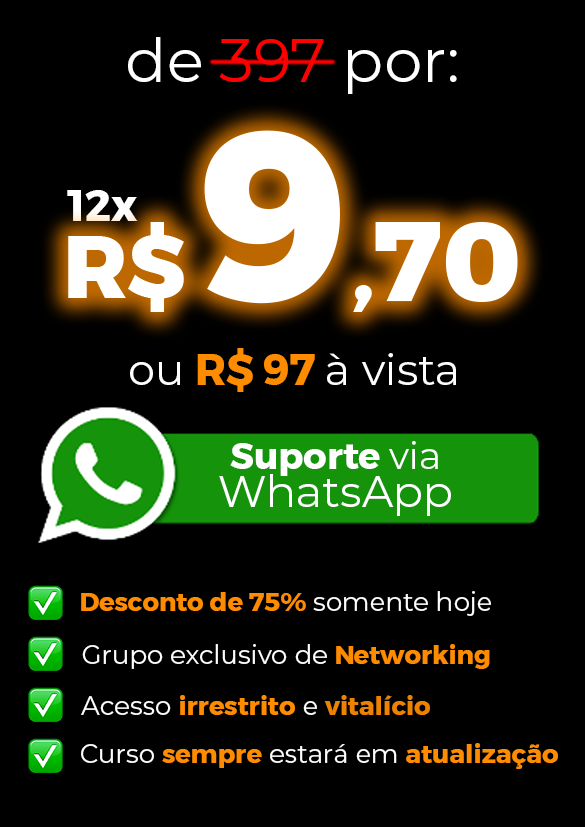 de 397 por:
12x
R$ 9,70
ou R$ 97 à vista
Suporte via
WhatsApp
Desconto de 75% somente hoje
Grupo exclusivo de Networking
Acesso irrestrito e vitalício
Curso sempre estará em atualização